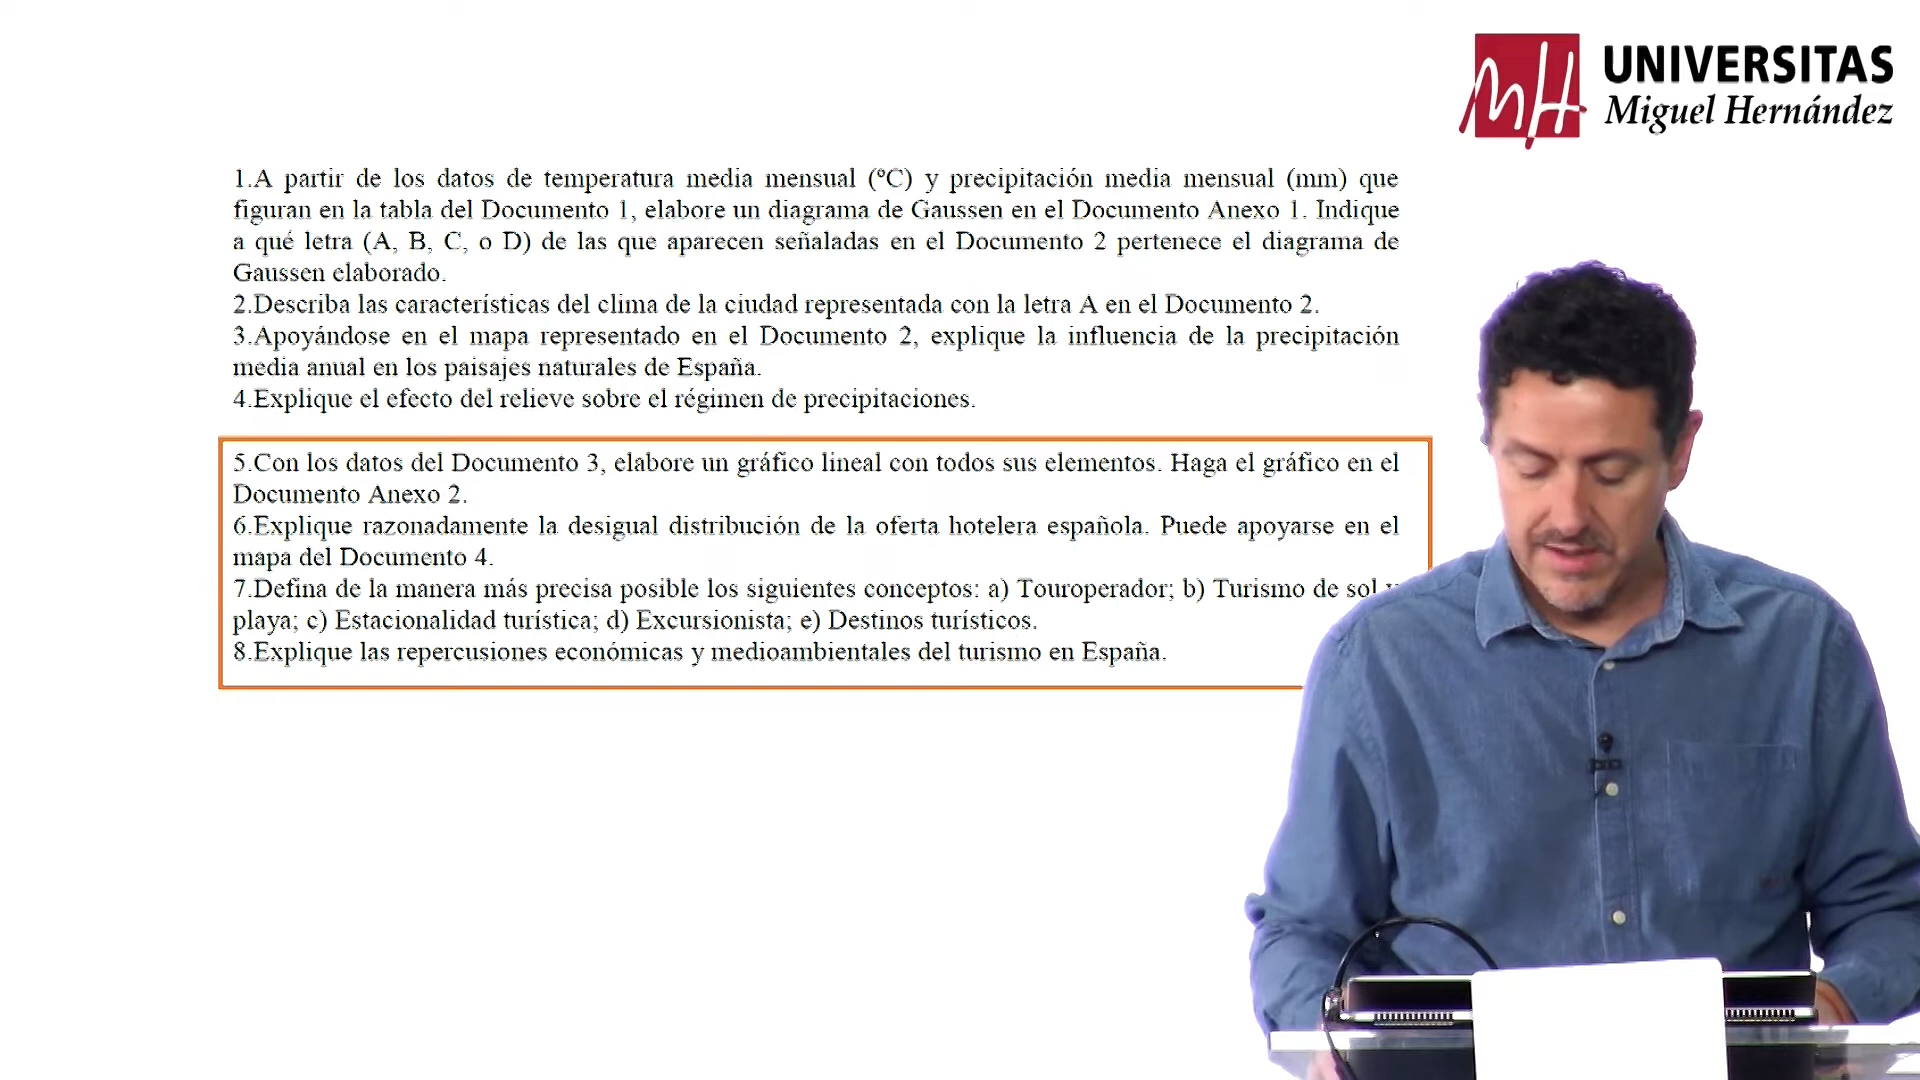 UNIVERSITAS
Miguel Hernández
1.A partir de los datos de temperatura media mensual (ºC) y precipitación media mensual (mm) que
figuran en la tabla del Documento 1, elabore un diagrama de Gaussen en el Documento Anexo 1. Indique
a qué letra (A, B, C, o D) de las que aparecen señaladas en el Documento 2 pertenece el diagrama de
Gaussen elaborado.
2.Describa las características del clima de la ciudad representada con la letra A en el Documento 2.
3.Apoyándose en el mapa representado en el Documento 2, explique la influencia de la precipitación
media anual en los paisajes naturales de España.
4.Explique el efecto del relieve sobre el régimen de precipitaciones.
5.Con los datos del Documento 3, elabore un gráfico lineal con todos sus elementos. Haga el gráfico en el
Documento Anexo 2.
6.Explique razonadamente la desigual distribución de la oferta hotelera española. Puede apoyarse en el
mapa del Documento 4.
7.Defina de la manera más precisa posible los siguientes conceptos: a) Touroperador; b) Turismo de sol y
playa; c) Estacionalidad turística; d) Excursionista; e) Destinos turísticos.
8.Explique las repercusiones económicas y medioambientales del turismo en España.